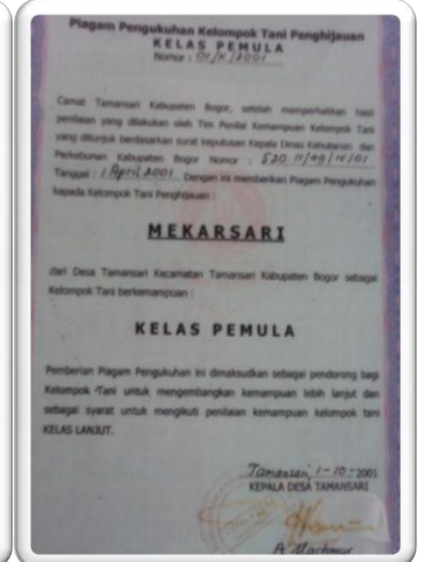 Piagam Pengukuhan Kelompok Tani Penghijauan
KELAS PEMULA
Nomor : 01/X/2001
Camat Tamansari Kabupaten Bogor, setelah memperhatikan hasil
penilaian yang dilakukan oleh Tim Penilai Kemampuan Kelompok Tani
yang ditunjuk berdasarkan surat keputusan Kepala Dinas Kehutanan dan
Perkebunan Kabupaten Bogor Nomor : 520.11/49/IV/01
Tanggal : 1 April 2001 Dengan ini memberikan Piagam Pengukuhan
kepada Kelompok Tani Penghijauan :
MEKARSARI
dari Desa Tamansari Kecamatan Tamansari Kabupaten Bogor sebagai
Kelompok Tani berkemampuan :
KELAS PEMULA
Pemberian Piagam Pengukuhan ini dimaksudkan sebagai pendorong bagi
Kelompok Tani untuk mengembangkan kemampuan lebih lanjut dan
sebagai syarat untuk mengikuti penilaian kemampuan kelompok tani
KELAS LANJUT.
Tamansari, 1-10-2001
KEPALA DESA TAMANSARI